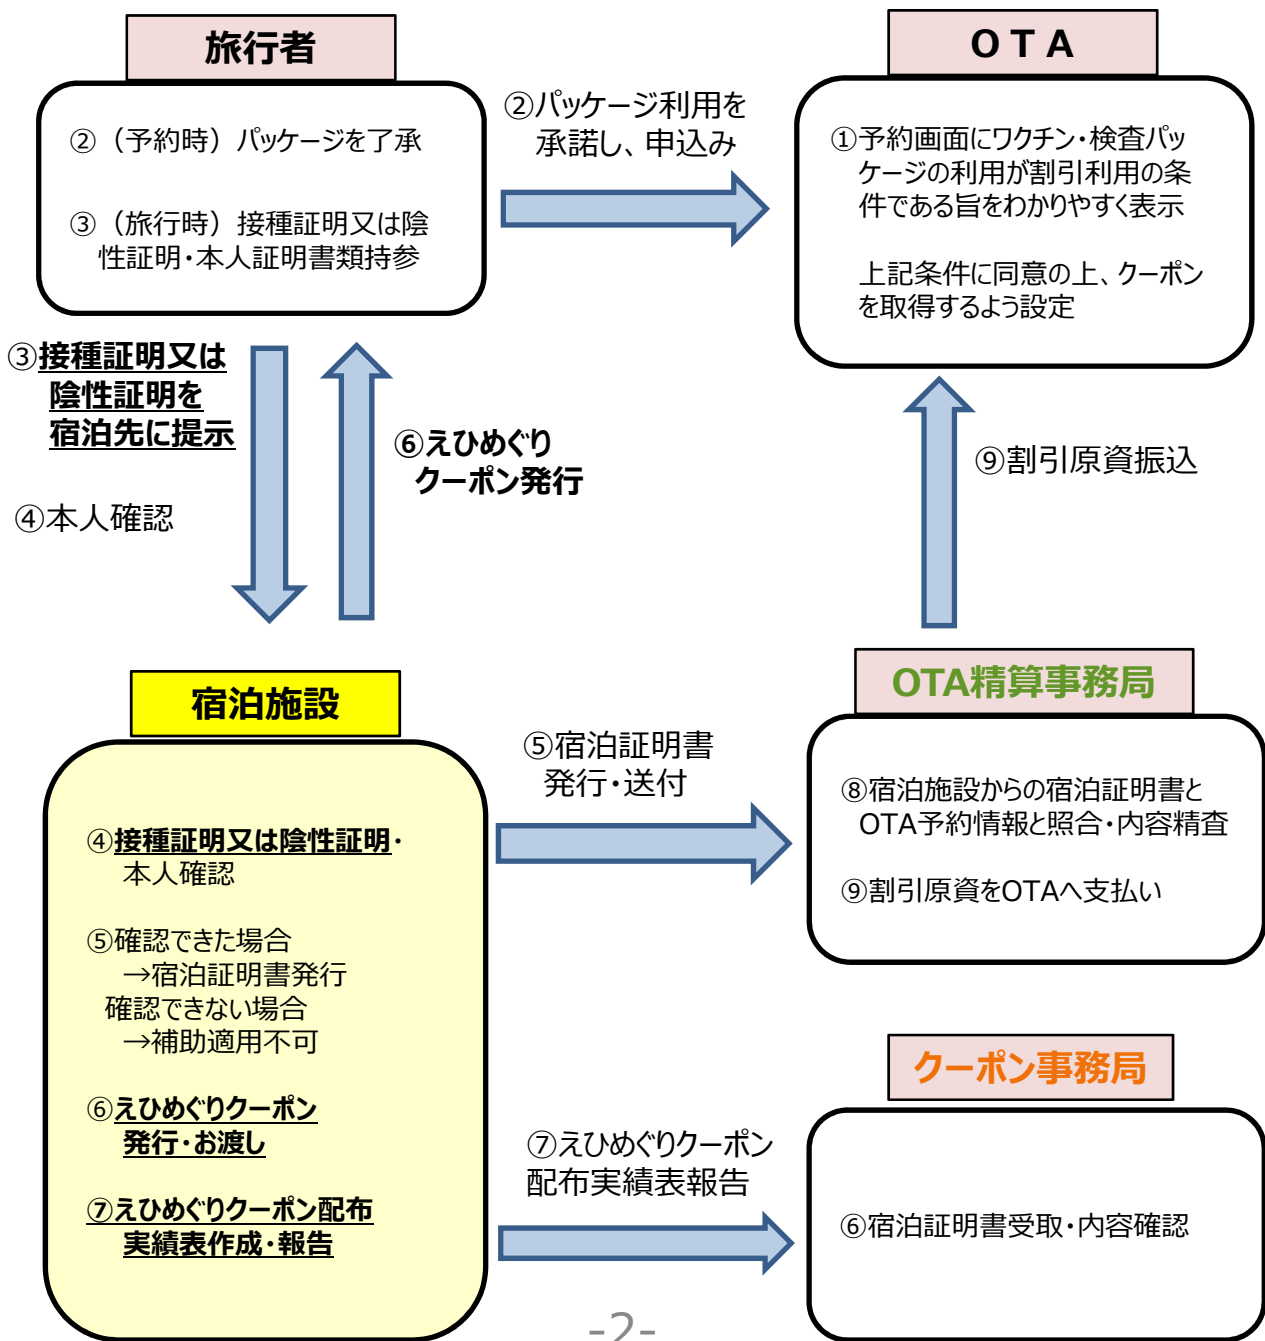 旅行者
②（予約時）パッケージを了承
③（旅行時）接種証明又は陰
性証明・本人証明書類持参
②パッケージ利用を
承諾し、申込み
ＯＴＡ
①予約画面にワクチン・検査パッ
ケージの利用が割引利用の条
件である旨をわかりやすく表示
上記条件に同意の上、クーポン
を取得するよう設定
③接種証明又は
陰性証明を
宿泊先に提示
④本人確認
⑥えひめぐり
クーポン発行
⑨割引原資振込
宿泊施設
④接種証明又は陰性証明・
本人確認
⑤確認できた場合
→宿泊証明書発行
確認できない場合
→補助適用不可
⑥えひめぐりクーポン
発行・お渡し
⑦えひめぐりクーポン配布
実績表作成・報告
⑤宿泊証明書
発行・送付
OTA精算事務局
⑧宿泊施設からの宿泊証明書と
OTA予約情報と照合・内容精査
⑨割引原資をOTAへ支払い
⑦えひめぐりクーポン
配布実績表報告
クーポン事務局
⑥宿泊証明書受取・内容確認
-2-